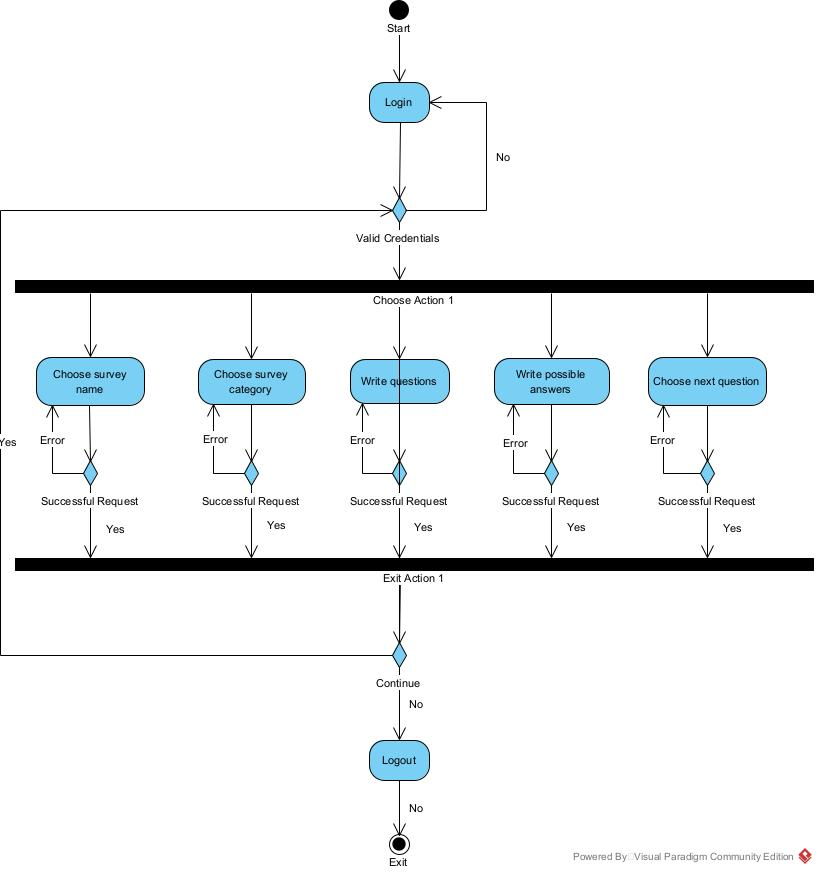 Start
Login
No
Valid Credentials
Choose Action 1
Choose survey
name
Choose survey
category
Write questions
Write possible
answers
Choose next question
Yes
Error
Error
Error
Error
Error
Successful Request
Successful Request
Successful Request
Successful Request
Successful Request
Yes
Yes
Yes
Yes
Yes
Exit Action 1
Continue
No
Logout
No
Exit
Powered By: Visual Paradigm Community Edition